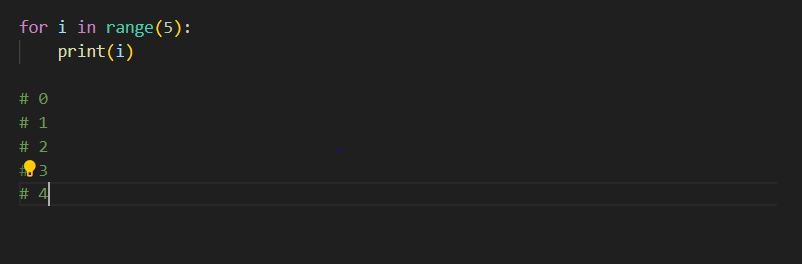 for i in range(5):
    print(i)

# 0
# 1
# 2
# 3
# 4